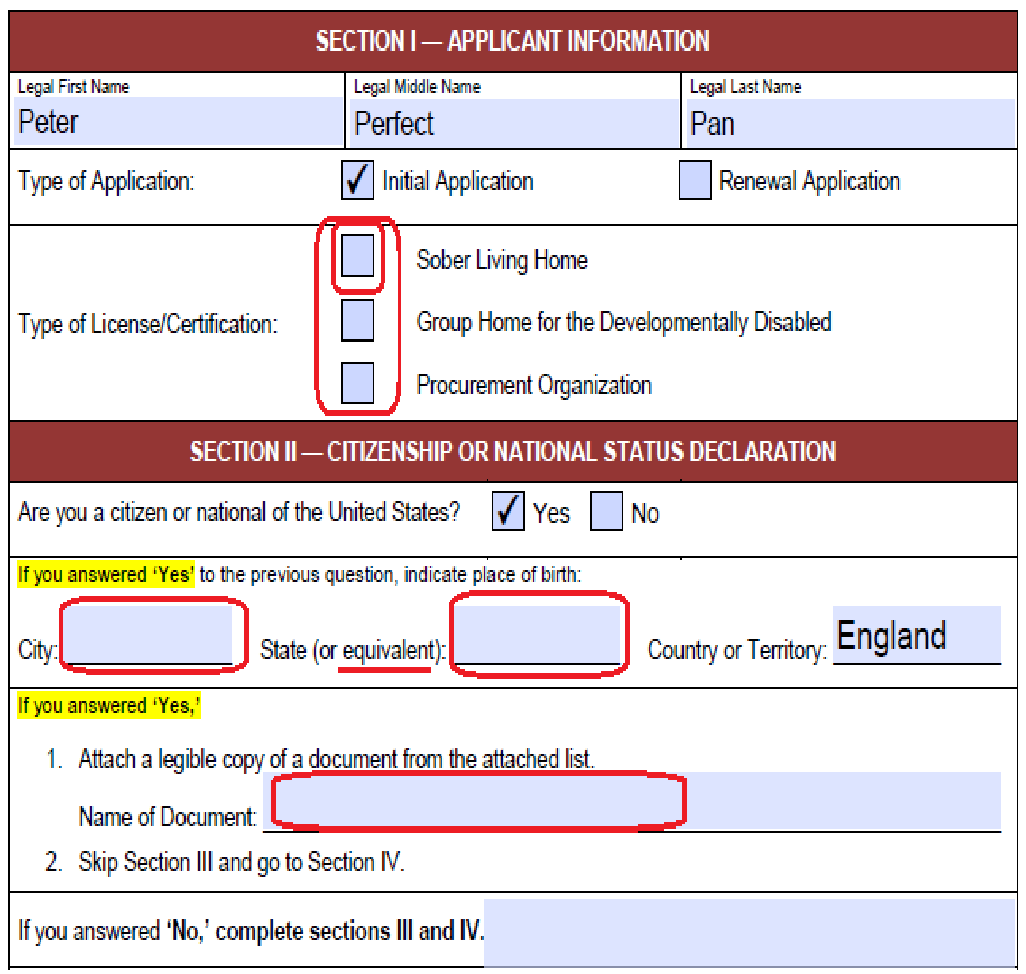 SECTION I — APPLICANT INFORMATION
Legal First Name Legal Middle Name Legal Last Name
Peter Perfect Pan
Type of Application: ✓ Initial Application Renewal Application
Sober Living Home
Type of License/Certification: Group Home for the Developmentally Disabled
Procurement Organization
SECTION II — CITIZENSHIP OR NATIONAL STATUS DECLARATION
Are you a citizen or national of the United States? ✓ Yes No
If you answered ‘Yes’ to the previous question, indicate place of birth:
City: State (or equivalent): Country or Territory: England
If you answered ‘Yes,’
1. Attach a legible copy of a document from the attached list.
Name of Document:
2. Skip Section III and go to Section IV.
If you answered ‘No,’ complete sections III and IV.